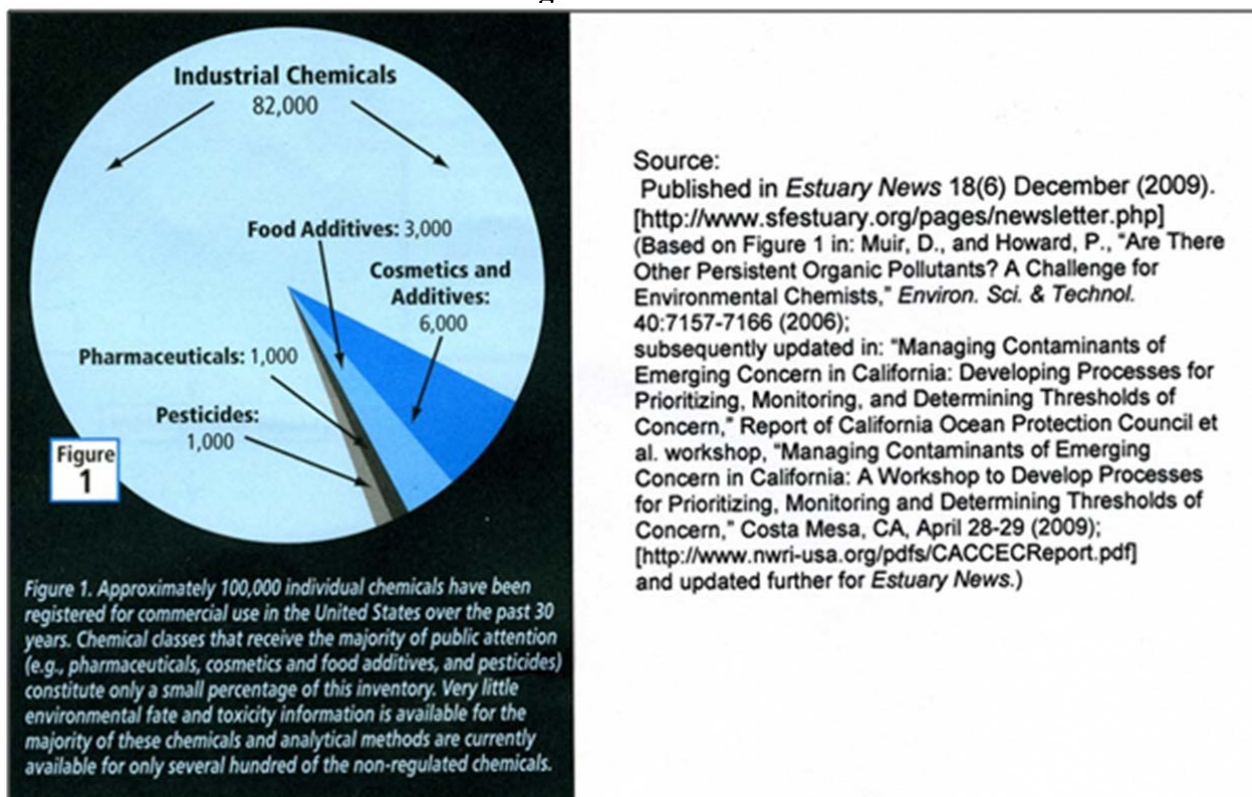 Industrial Chemicals
82,000
Food Additives: 3,000
Cosmetics and
Additives:
6,000
Pharmaceuticals: 1,000
Pesticides:
1,000
Figure
1
Figure 1. Approximately 100,000 individual chemicals have been
registered for commercial use in the United States over the past 30
years. Chemical classes that receive the majority of public attention
(e.g., pharmaceuticals, cosmetics and food additives, and pesticides)
constitute only a small percentage of this inventory. Very little
environmental fate and toxicity information is available for the
majority of these chemicals and analytical methods are currently
available for only several hundred of the non-regulated chemicals.
Source:
Published in Estuary News 18(6) December (2009).
[http://www.sfestuary.org/pages/newsletter.php]
(Based on Figure 1 in: Muir, D., and Howard, P., "Are There
Other Persistent Organic Pollutants? A Challenge for
Environmental Chemists," Environ. Sci. & Technol.
40:7157-7166 (2006);
subsequently updated in: "Managing Contaminants of
Emerging Concern in California: Developing Processes for
Prioritizing, Monitoring, and Determining Thresholds of
Concern," Report of California Ocean Protection Council et
al. workshop, "Managing Contaminants of Emerging
Concern in California: A Workshop to Develop Processes
for Prioritizing, Monitoring and Determining Thresholds of
Concern," Costa Mesa, CA, April 28-29 (2009);
[http://www.nwri-usa.org/pdfs/CACCECReport.pdf]
and updated further for Estuary News.)